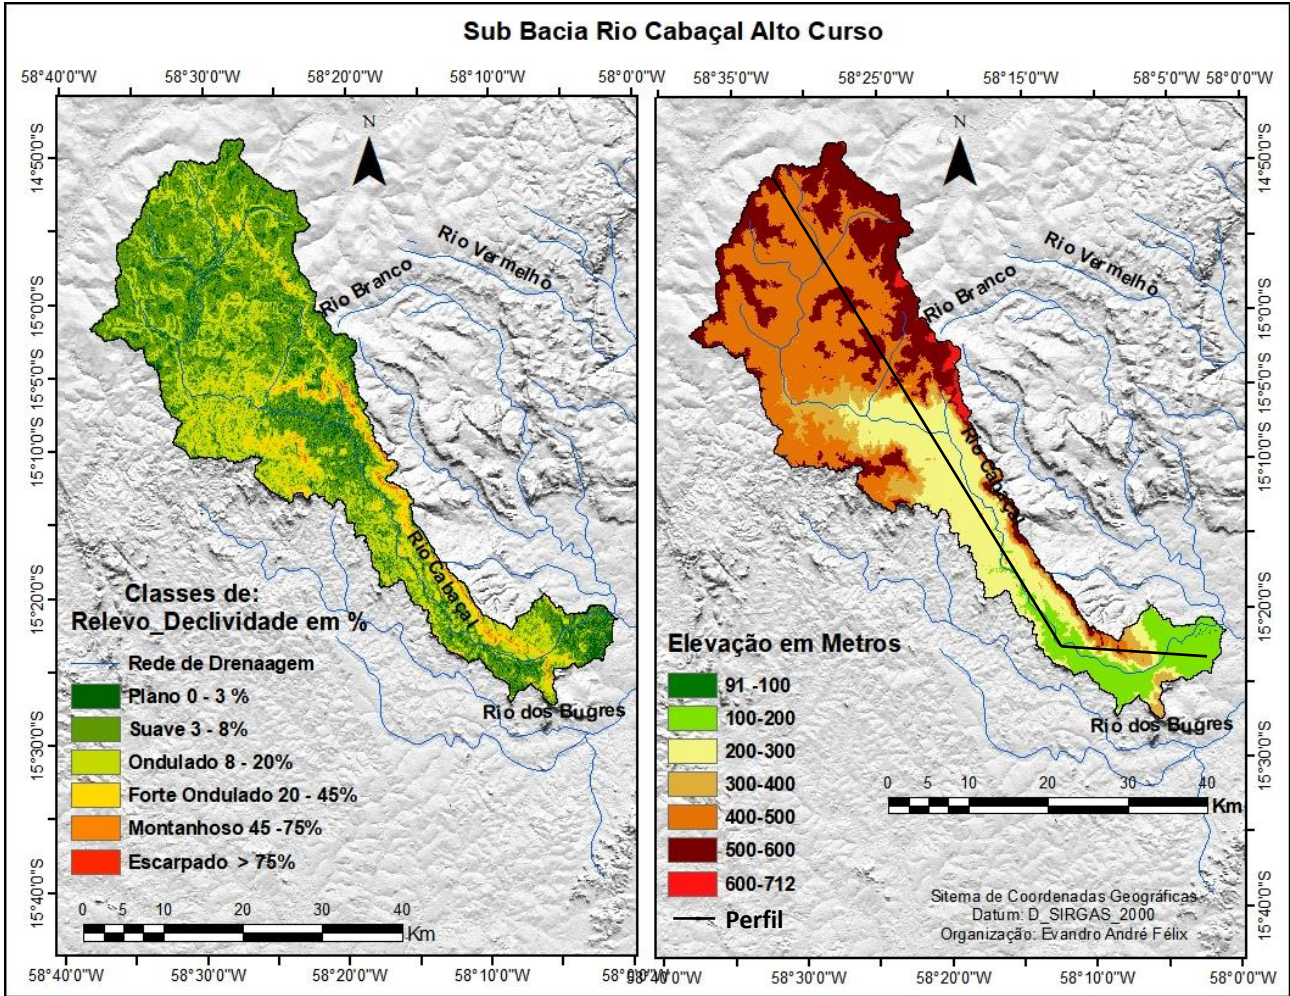 Sub Bacia Rio Cabaçal Alto Curso
58°40'0"W 58°30'0"W 58°20'0"W 58°10'0"W 58°0'0"W
58°35'0"W 58°25'0"W 58°15'0"W 58°5'0"W 58°0'0"W
14°50'0"S
15°0'0"S
15°5'0"S
15°10'0"S
15°20'0"S
15°30'0"S
15°40'0"S
N
Rio Vermelho
Rio Branco
Rio Cabaçal
Rio dos Bugres
Classes de:
Relevo_Declividade em %
Rede de Drenaagem
Plano 0 - 3 %
Suave 3 - 8%
Ondulado 8 - 20%
Forte Ondulado 20 - 45%
Montanhoso 45 -75%
Escarpado > 75%
0 5 10 20 30 40
Km
58°40'0"W 58°30'0"W 58°20'0"W 58°10'0"W
N
Rio Vermelho
Rio Branco
Rio Cabaçal
Rio dos Bugres
14°50'0"S
15°0'0"S
15°5'0"S
15°10'0"S
15°20'0"S
15°30'0"S
15°40'0"S
Elevação em Metros
91 -100
100-200
200-300
300-400
400-500
500-600
600-712
Perfil
0 5 10 20 30 40
Km
Sitema de Coordenadas Geográficas
Datum: D_SIRGAS_2000
Organização: Evandro André Félix
58°30'0"W 58°20'0"W 58°10'0"W 58°0'0"W